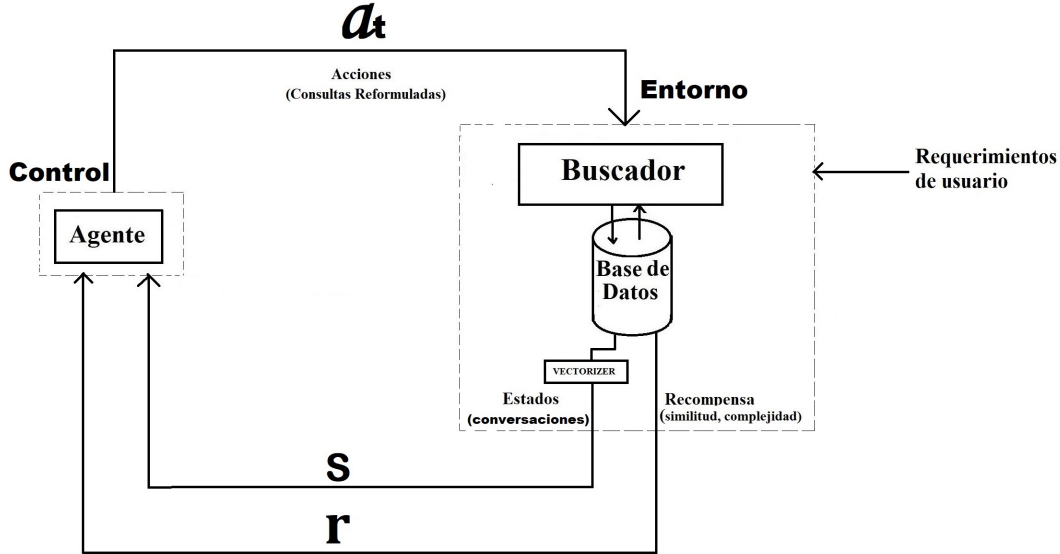 at
Acciones
(Consultas Reformuladas)
Entorno
Control
Buscador
Requerimientos
de usuario
Agente
Base de
Datos
VECTORIZER
Estados
(conversaciones)
Recompensa
(similitud, complejidad)
S
r